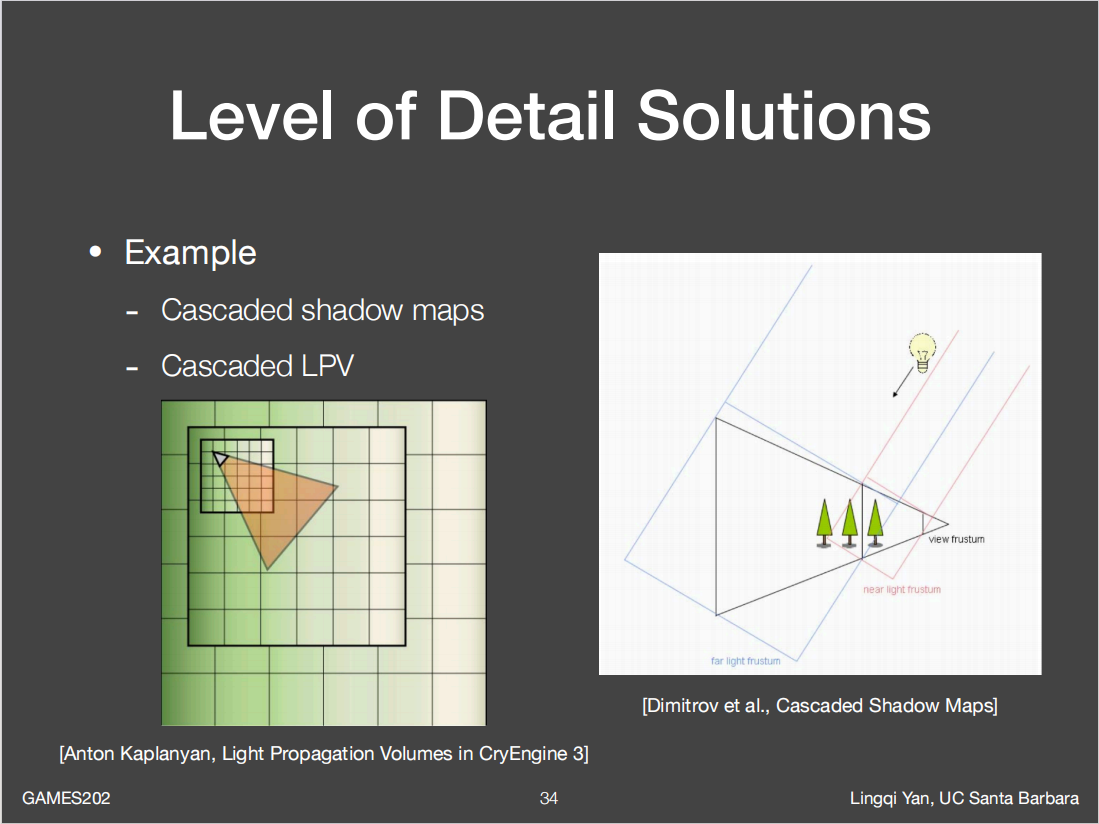 Level of Detail Solutions
• Example
- Cascaded shadow maps
- Cascaded LPV
view frustum
near light frustum
far light frustum
[Dimitrov et al., Cascaded Shadow Maps]
[Anton Kaplanyan, Light Propagation Volumes in CryEngine 3]
GAMES202
34
Lingqi Yan, UC Santa Barbara